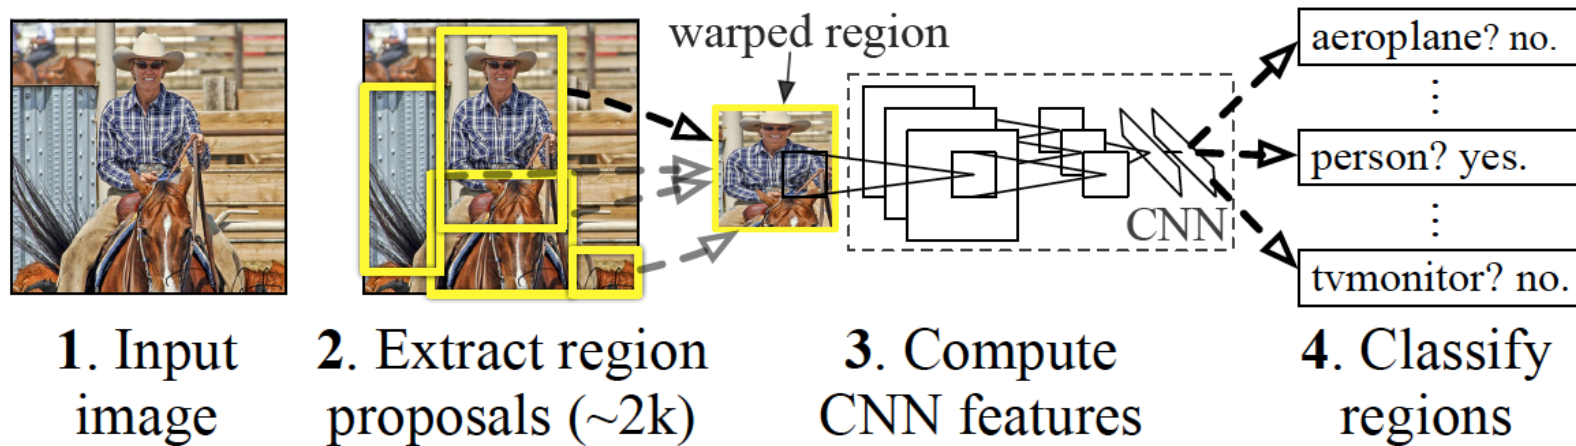 warped region
aeroplane? no.
person? yes.
CNN
tvmonitor? no.
1. Input
image
2. Extract region
proposals (~2k)
3. Compute
CNN features
4. Classify
regions